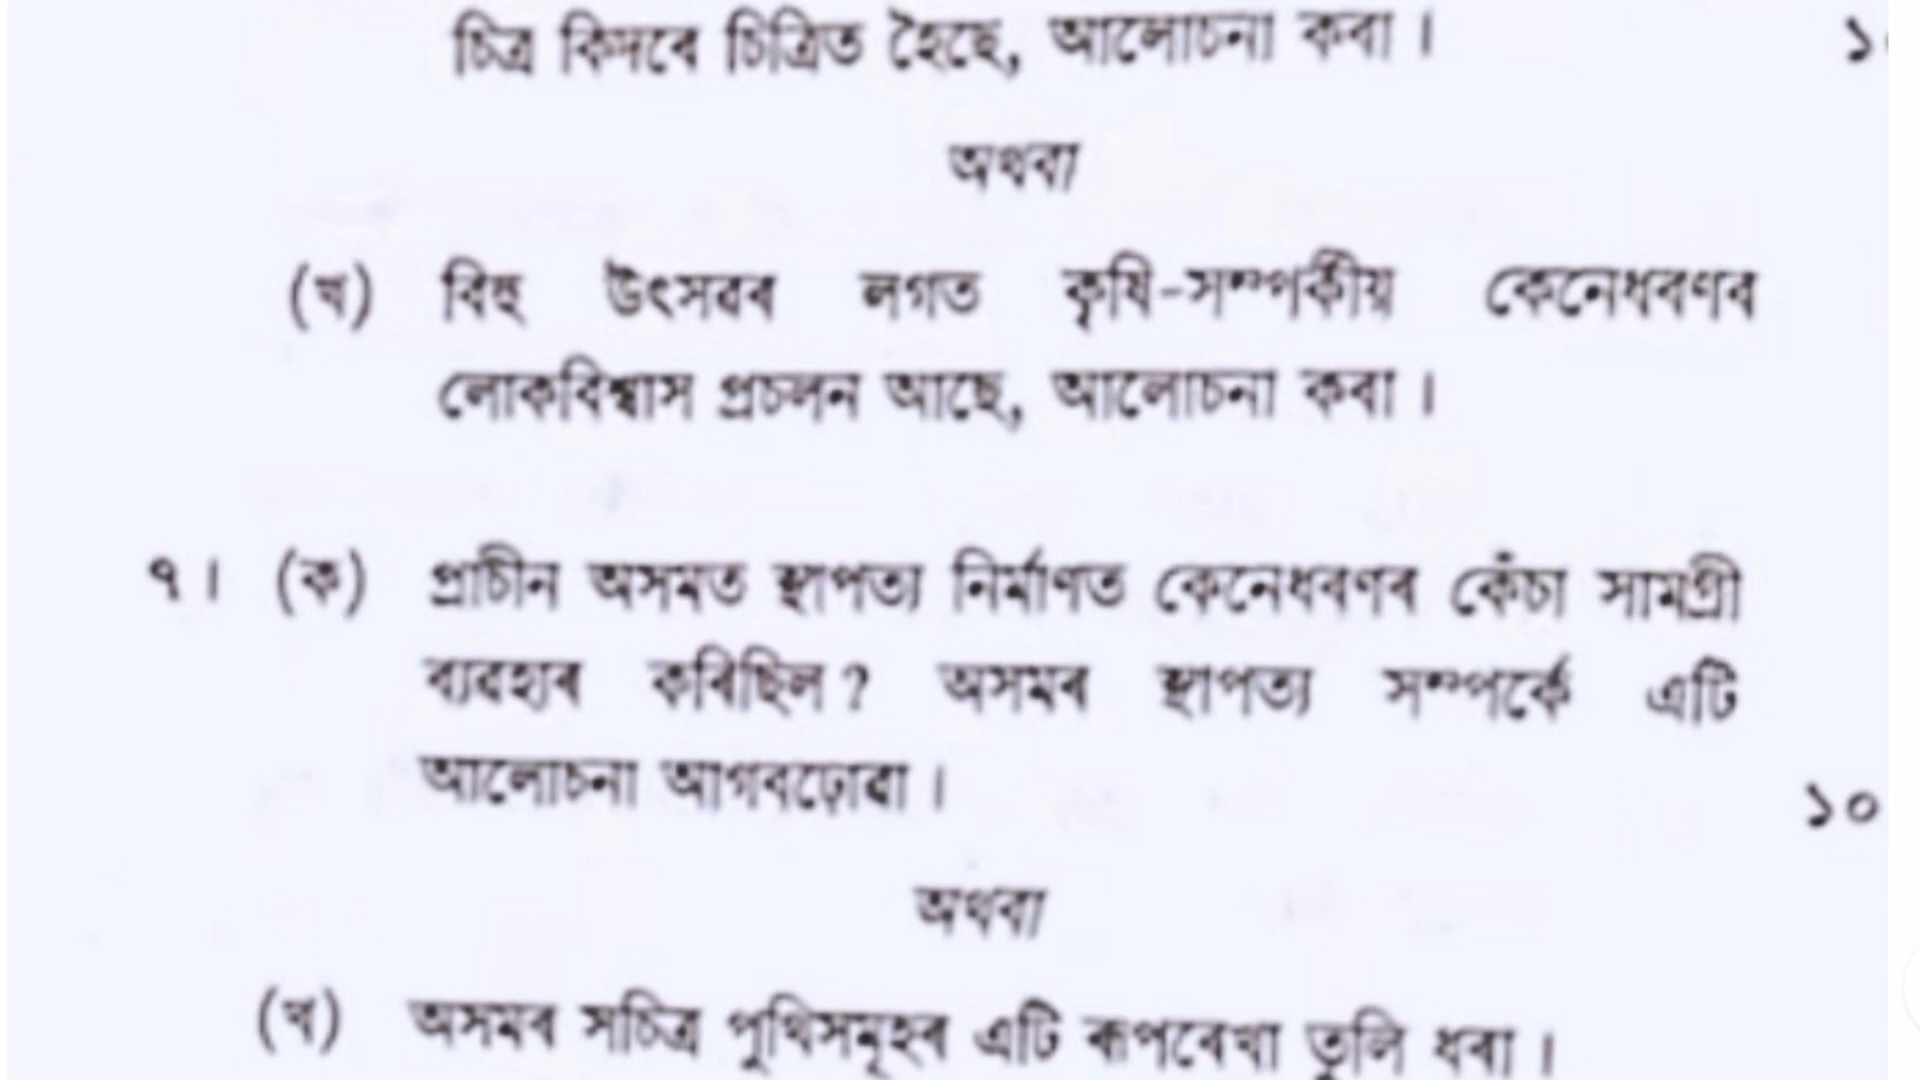 চিত্ৰ কিদৰে চিত্ৰিত হৈছে, আলোচনা কৰা । ১
অথবা
(খ) বিহু উৎসৱৰ লগত কৃষি-সম্পৰ্কীয় কেনেধৰণৰ
লোকবিশ্বাস প্ৰচলন আছে, আলোচনা কৰা ।
৭। (ক) প্ৰাচীন অসমত স্থাপত্য নিৰ্মাণত কেনেধৰণৰ কেঁচা সামগ্ৰী
ব্যৱহাৰ কৰিছিল ? অসমৰ স্থাপত্য সম্পৰ্কে এটি
আলোচনা আগবঢ়োৱা । ১০
অথবা
(খ) অসমৰ সচিত্ৰ পুথিসমূহৰ এটি ৰূপৰেখা তুলি ধৰা ।